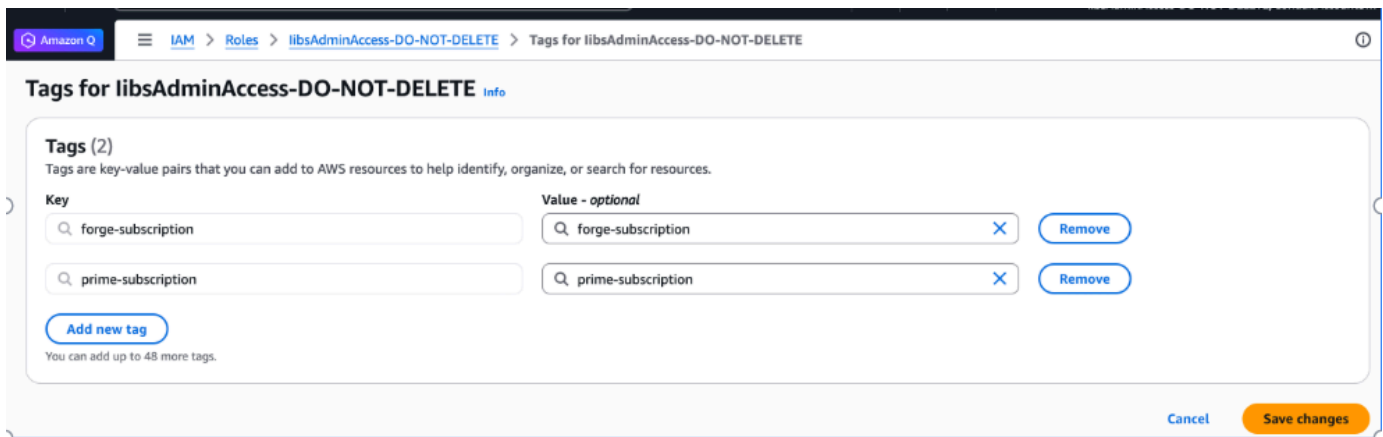 Amazon Q
IAM > Roles > IibsAdminAccess-DO-NOT-DELETE > Tags for IibsAdminAccess-DO-NOT-DELETE
Tags for IibsAdminAccess-DO-NOT-DELETE Info
Tags (2)
Tags are key-value pairs that you can add to AWS resources to help identify, organize, or search for resources.
Key Value - optional
forge-subscription forge-subscription Remove
prime-subscription prime-subscription Remove
Add new tag
You can add up to 48 more tags.
Cancel Save changes